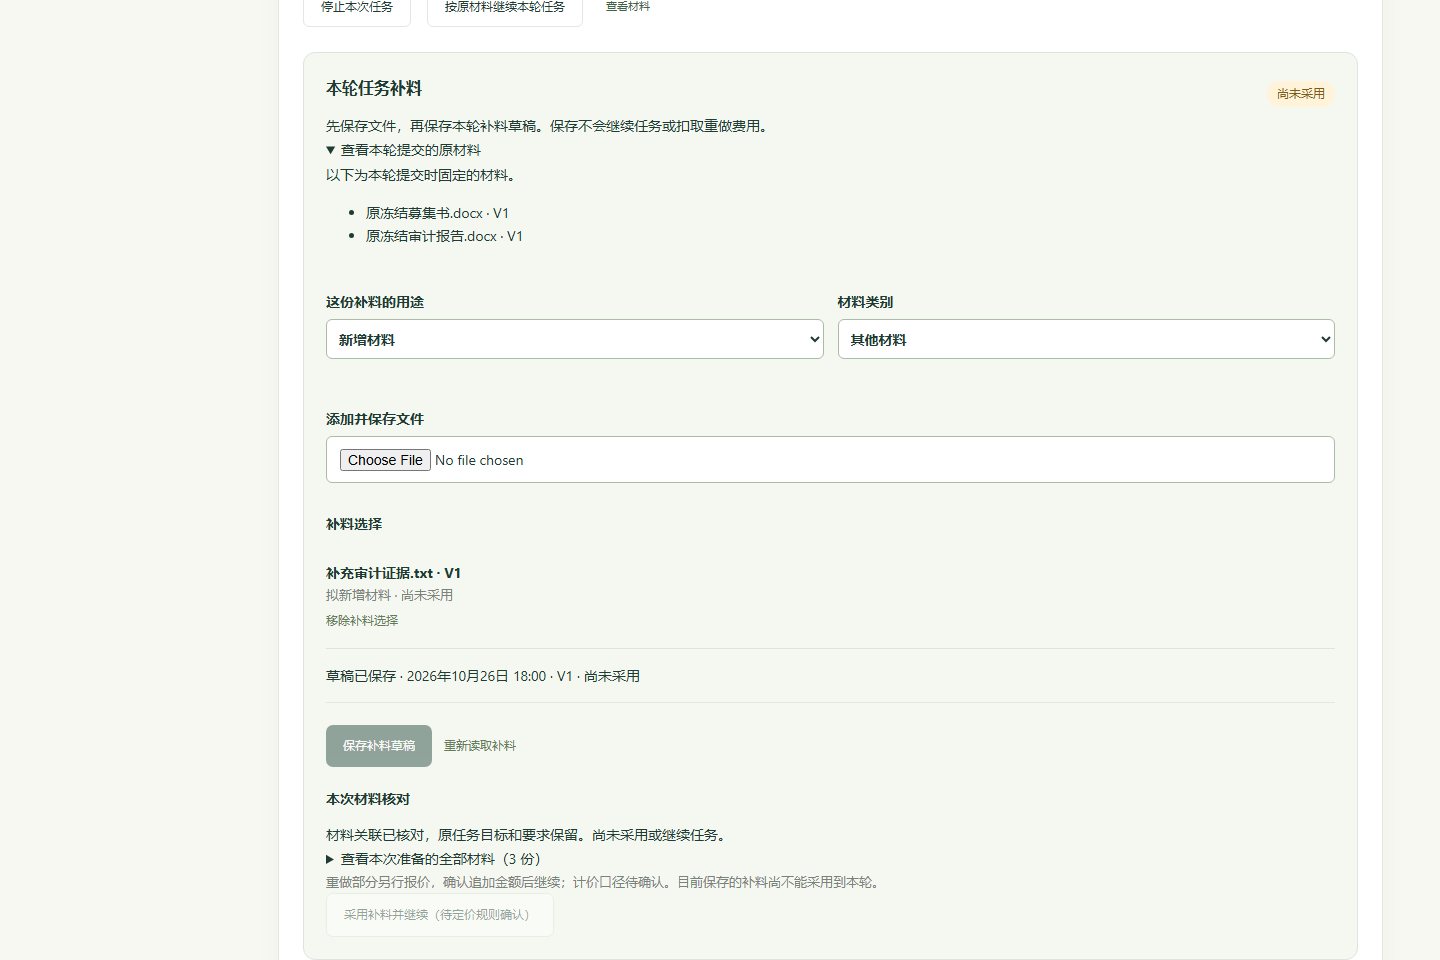 停止本次任务 按原材料继续本轮任务 查看材料
本轮任务补料
尚未采用
先保存文件，再保存本轮补料草稿。保存不会继续任务或扣取重做费用。
▼ 查看本轮提交的原材料
以下为本轮提交时固定的材料。
• 原冻结募集书.docx · V1
• 原冻结审计报告.docx · V1
这份补料的用途 材料类别
新增材料 其他材料
添加并保存文件
Choose File No file chosen
补料选择
补充审计证据.txt · V1
拟新增材料 · 尚未采用
移除补料选择
草稿已保存 · 2026年10月26日 18:00 · V1 · 尚未采用
保存补料草稿 重新读取补料
本次材料核对
材料关联已核对，原任务目标和要求保留。尚未采用或继续任务。
▶ 查看本次准备的全部材料（3 份）
重做部分另行报价，确认追加金额后继续；计价口径待确认。目前保存的补料尚不能采用到本轮。
采用补料并继续（待定价规则确认）